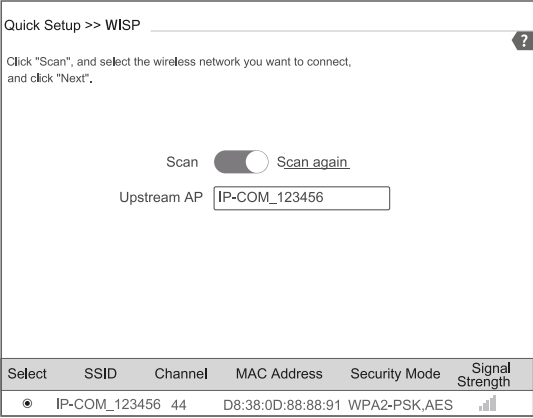 Quick Setup >> WISP
?
Click "Scan", and select the wireless network you want to connect,
and click "Next".
Scan Scan again
Upstream AP IP-COM_123456
Select SSID Channel MAC Address Security Mode Signal Strength
IP-COM_123456 44 D8:38:0D:88:88:91 WPA2-PSK,AES